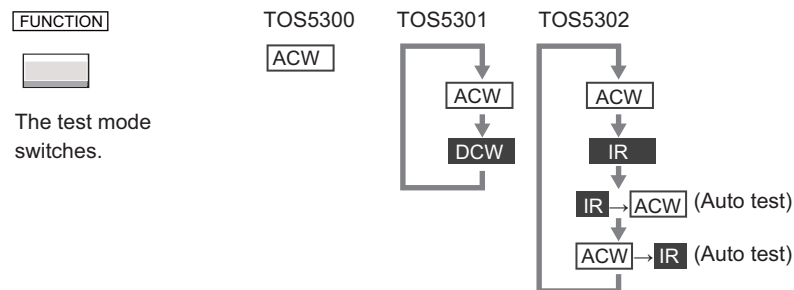 FUNCTION
TOS5300 TOS5301 TOS5302
ACW
ACW
ACW
The test mode
switches.
DCW
IR
IR→ACW (Auto test)
ACW→IR (Auto test)